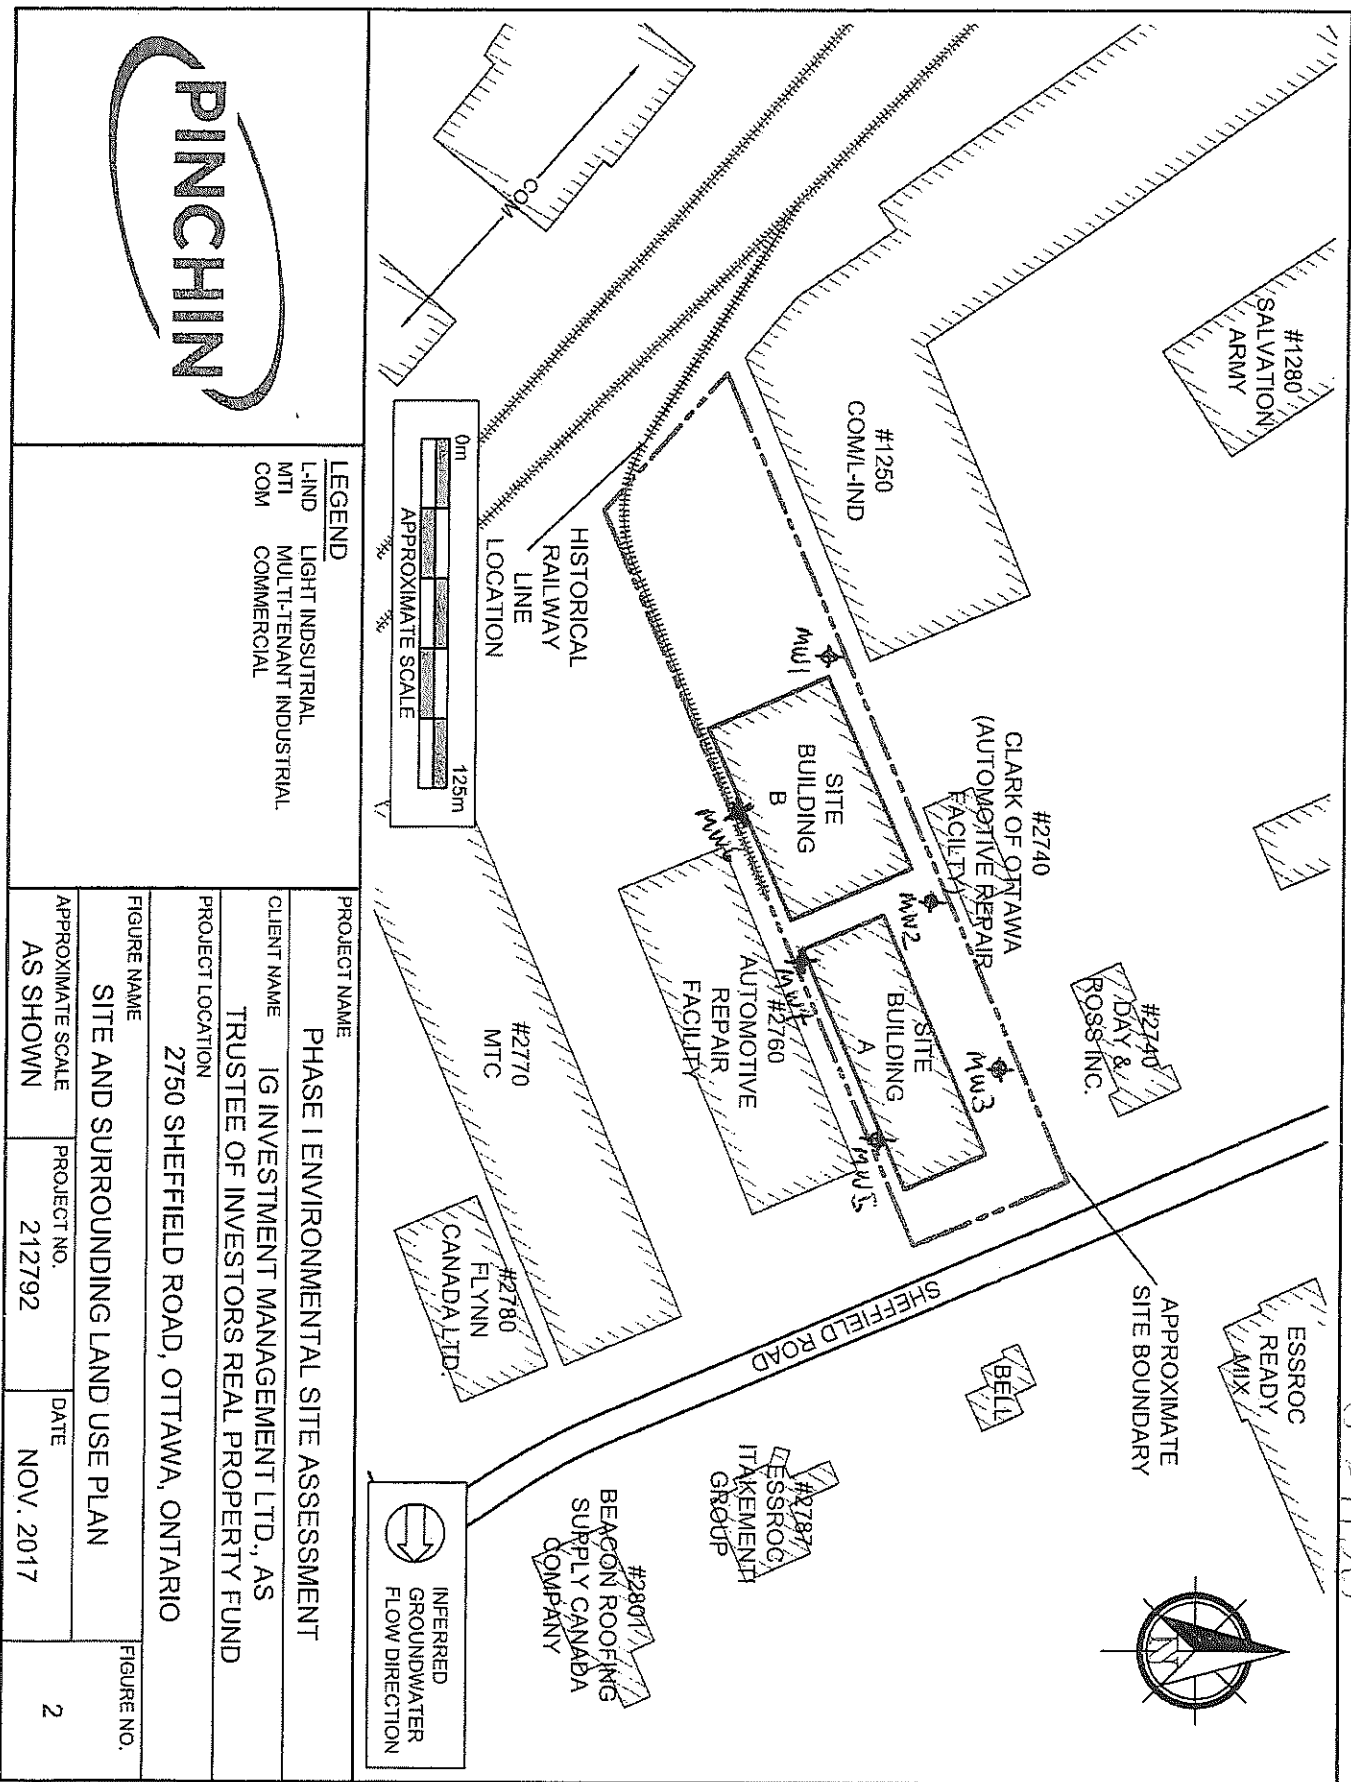 #1280
SALVATION
ARMY
#1250
COM/L-IND
COM
#2740
CLARK OF OTTAWA
(AUTOMOTIVE REPAIR
FACILTY)
#2740
DAY &
ROSS INC.
ESSROC
READY
MIX
APPROXIMATE
SITE BOUNDARY
MW1
MW2
MW3
SITE
BUILDING
B
SITE
BUILDING
A
MW4
MW5
HISTORICAL
RAILWAY
LINE
LOCATION
#2760
AUTOMOTIVE
REPAIR
FACILITY
BELL
SHEFFIELD ROAD
#2787
ESSROC
ITAKEMENTI
GROUP
#2770
MTC
#2780
FLYNN
CANADA LTD
#2801
BEACON ROOFING
SUPPLY CANADA
COMPANY
0m
125m
APPROXIMATE SCALE
INFERRED
GROUNDWATER
FLOW DIRECTION
N
PINCHIN
LEGEND
L-IND LIGHT INDSUTRIAL
MTI MULTI-TENANT INDUSTRIAL
COM COMMERCIAL
PROJECT NAME
PHASE I ENVIRONMENTAL SITE ASSESSMENT
CLIENT NAME
IG INVESTMENT MANAGEMENT LTD., AS
TRUSTEE OF INVESTORS REAL PROPERTY FUND
PROJECT LOCATION
2750 SHEFFIELD ROAD, OTTAWA, ONTARIO
FIGURE NAME
SITE AND SURROUNDING LAND USE PLAN
FIGURE NO.
2
APPROXIMATE SCALE
AS SHOWN
PROJECT NO.
212792
DATE
NOV. 2017